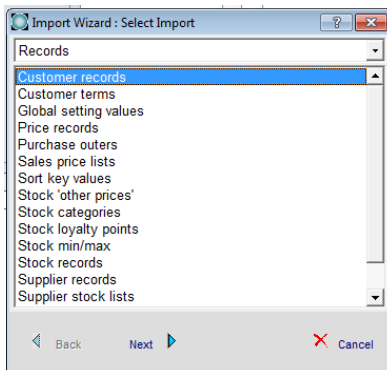 Import Wizard : Select Import
Records
Customer records
Customer terms
Global setting values
Price records
Purchase outers
Sales price lists
Sort key values
Stock 'other prices'
Stock categories
Stock loyalty points
Stock min/max
Stock records
Supplier records
Supplier stock lists
Back Next Cancel